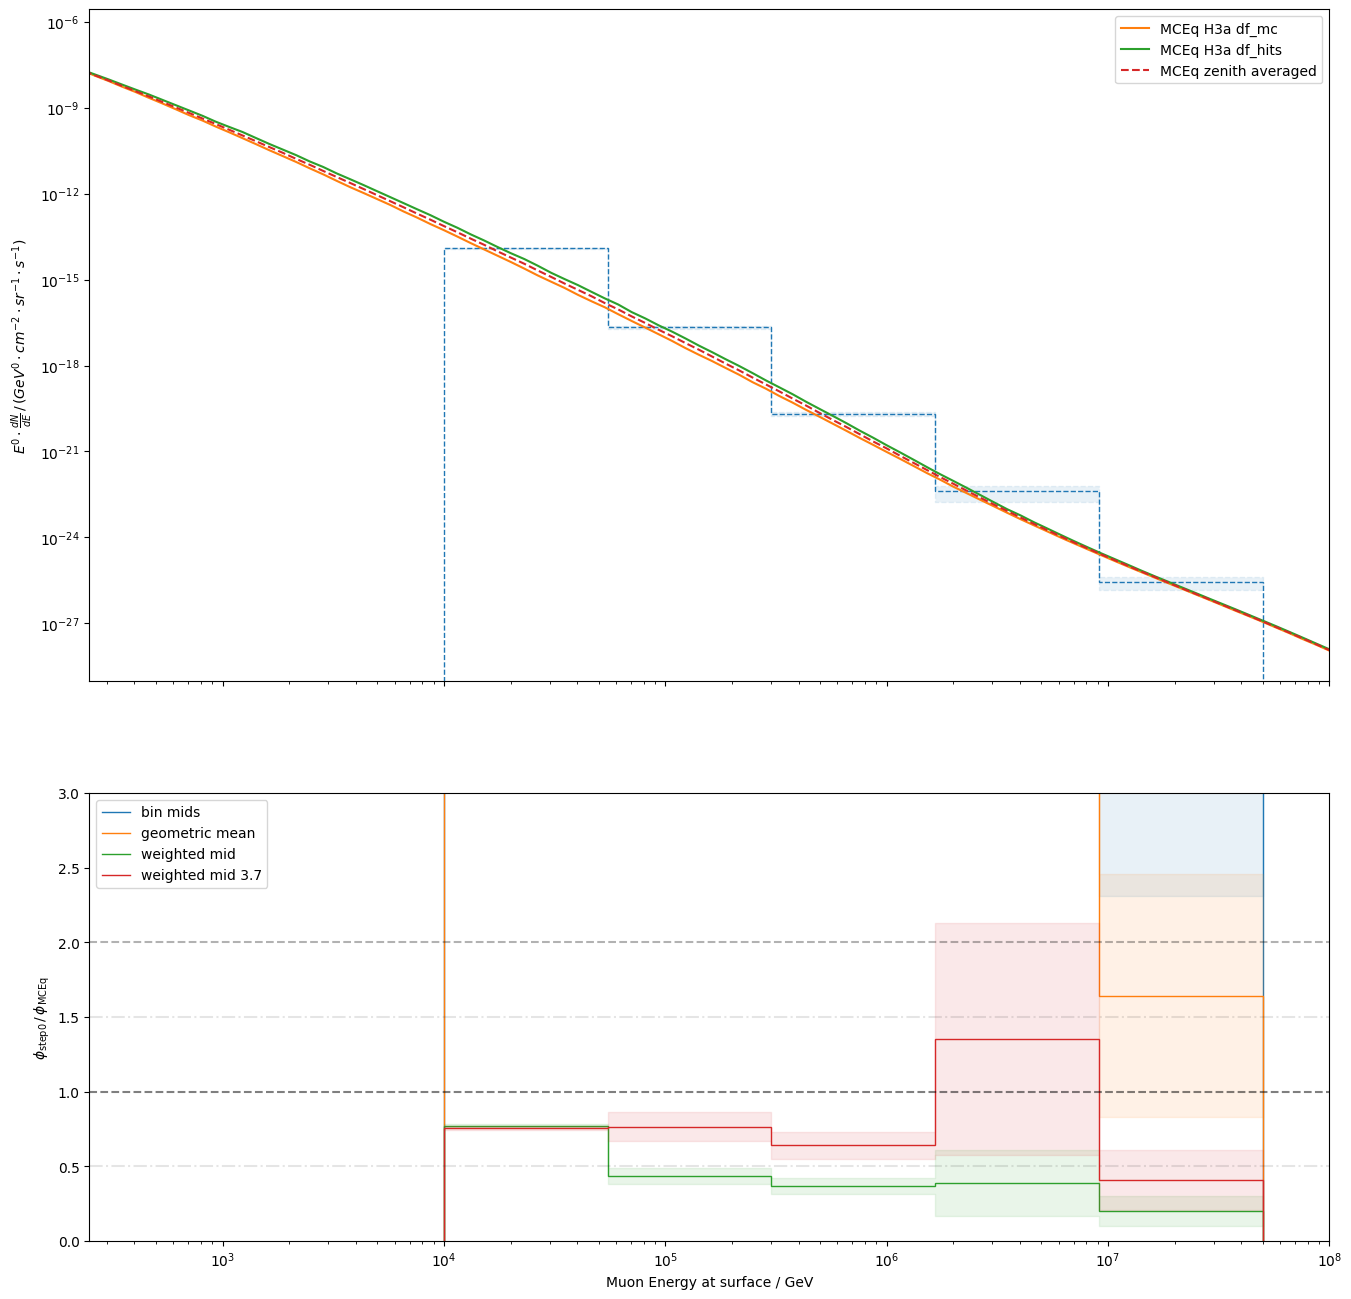 MCEq H3a df_mc
MCEq H3a df_hits
MCEq zenith averaged
10⁻⁶
10⁻⁹
10⁻¹²
10⁻¹⁵
10⁻¹⁸
10⁻²¹
10⁻²⁴
10⁻²⁷
E⁰ · dN/dE / (GeV⁰ · cm⁻² · sr⁻¹ · s⁻¹)
bin mids
geometric mean
weighted mid
weighted mid 3.7
3.0
2.5
2.0
1.5
1.0
0.5
0.0
ϕstep0 / ϕMCEq
10³ 10⁴ 10⁵ 10⁶ 10⁷ 10⁸
Muon Energy at surface / GeV